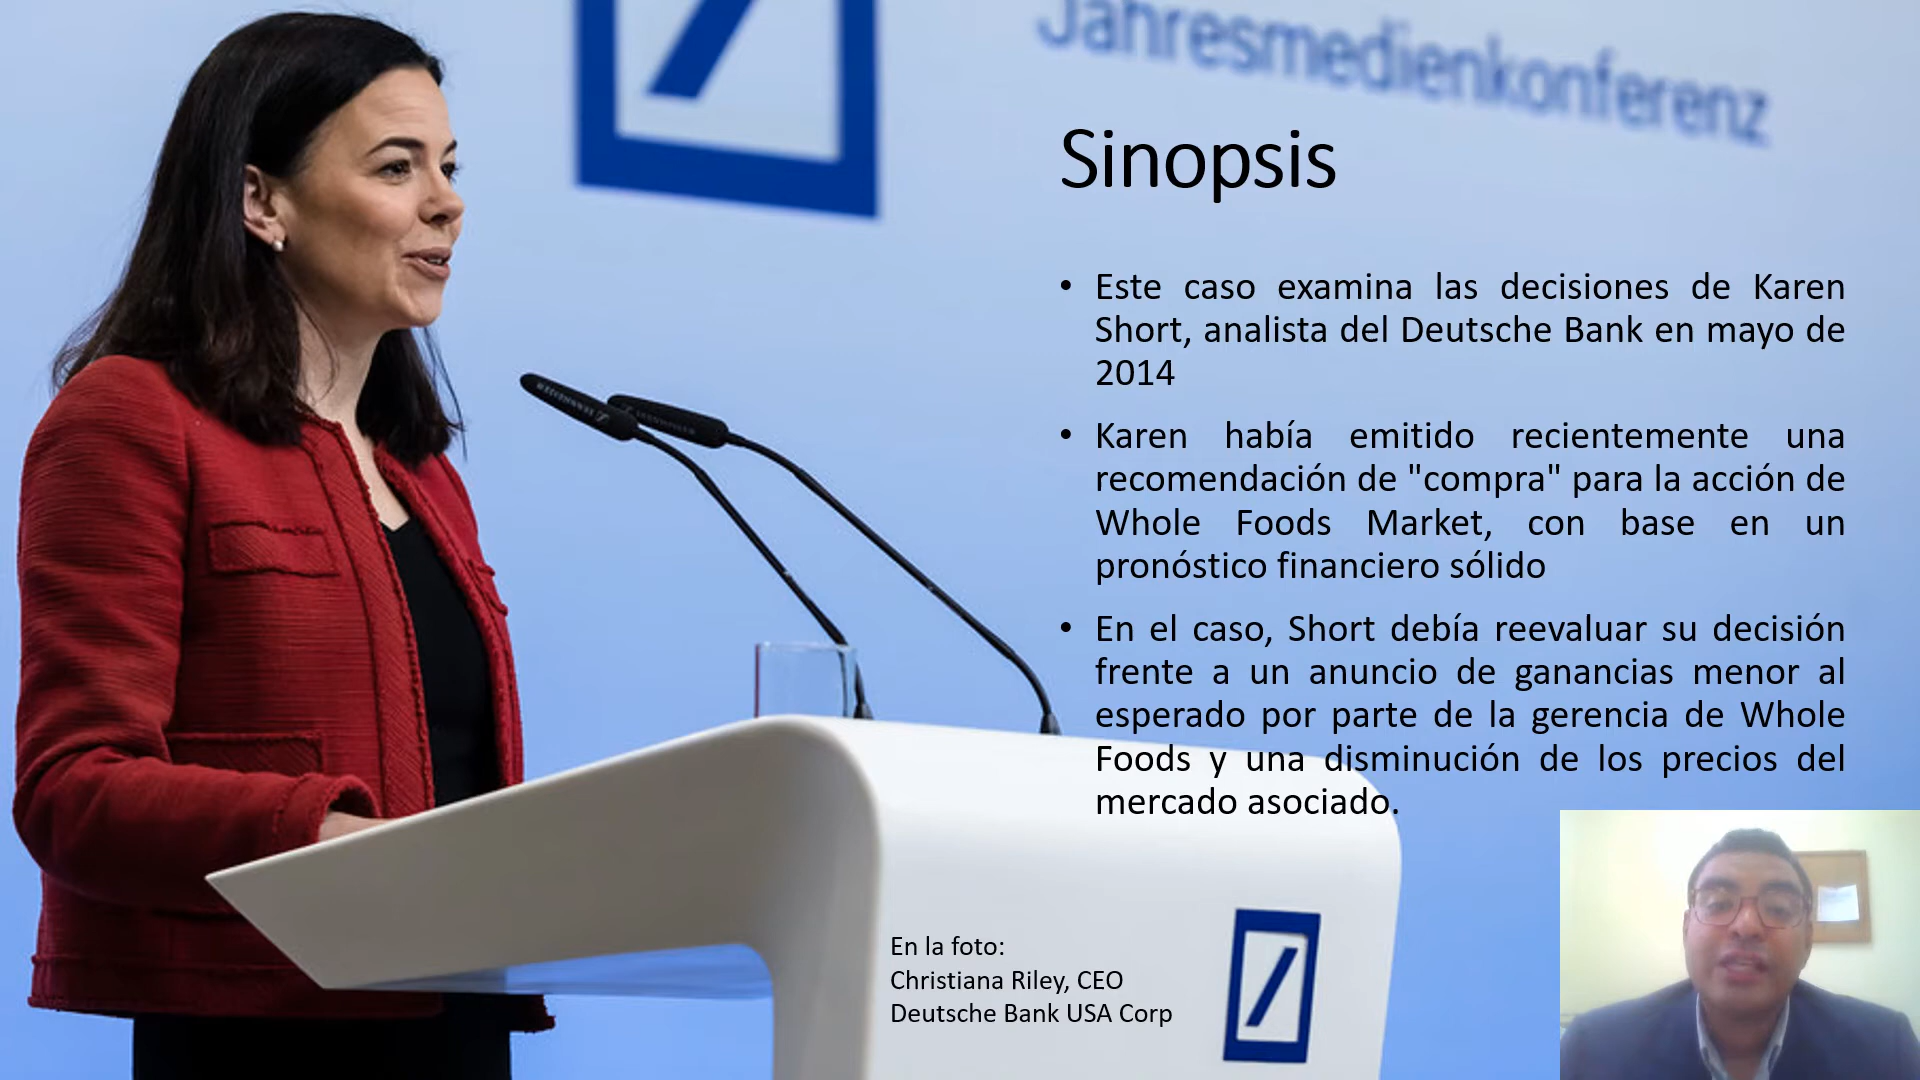 Jahresmedienkonferenz
Sinopsis
• Este caso examina las decisiones de Karen
Short, analista del Deutsche Bank en mayo de
2014
• Karen había emitido recientemente una
recomendación de "compra" para la acción de
Whole Foods Market, con base en un
pronóstico financiero sólido
• En el caso, Short debía reevaluar su decisión
frente a un anuncio de ganancias menor al
esperado por parte de la gerencia de Whole
Foods y una disminución de los precios del
mercado asociado.
En la foto:
Christiana Riley, CEO
Deutsche Bank USA Corp